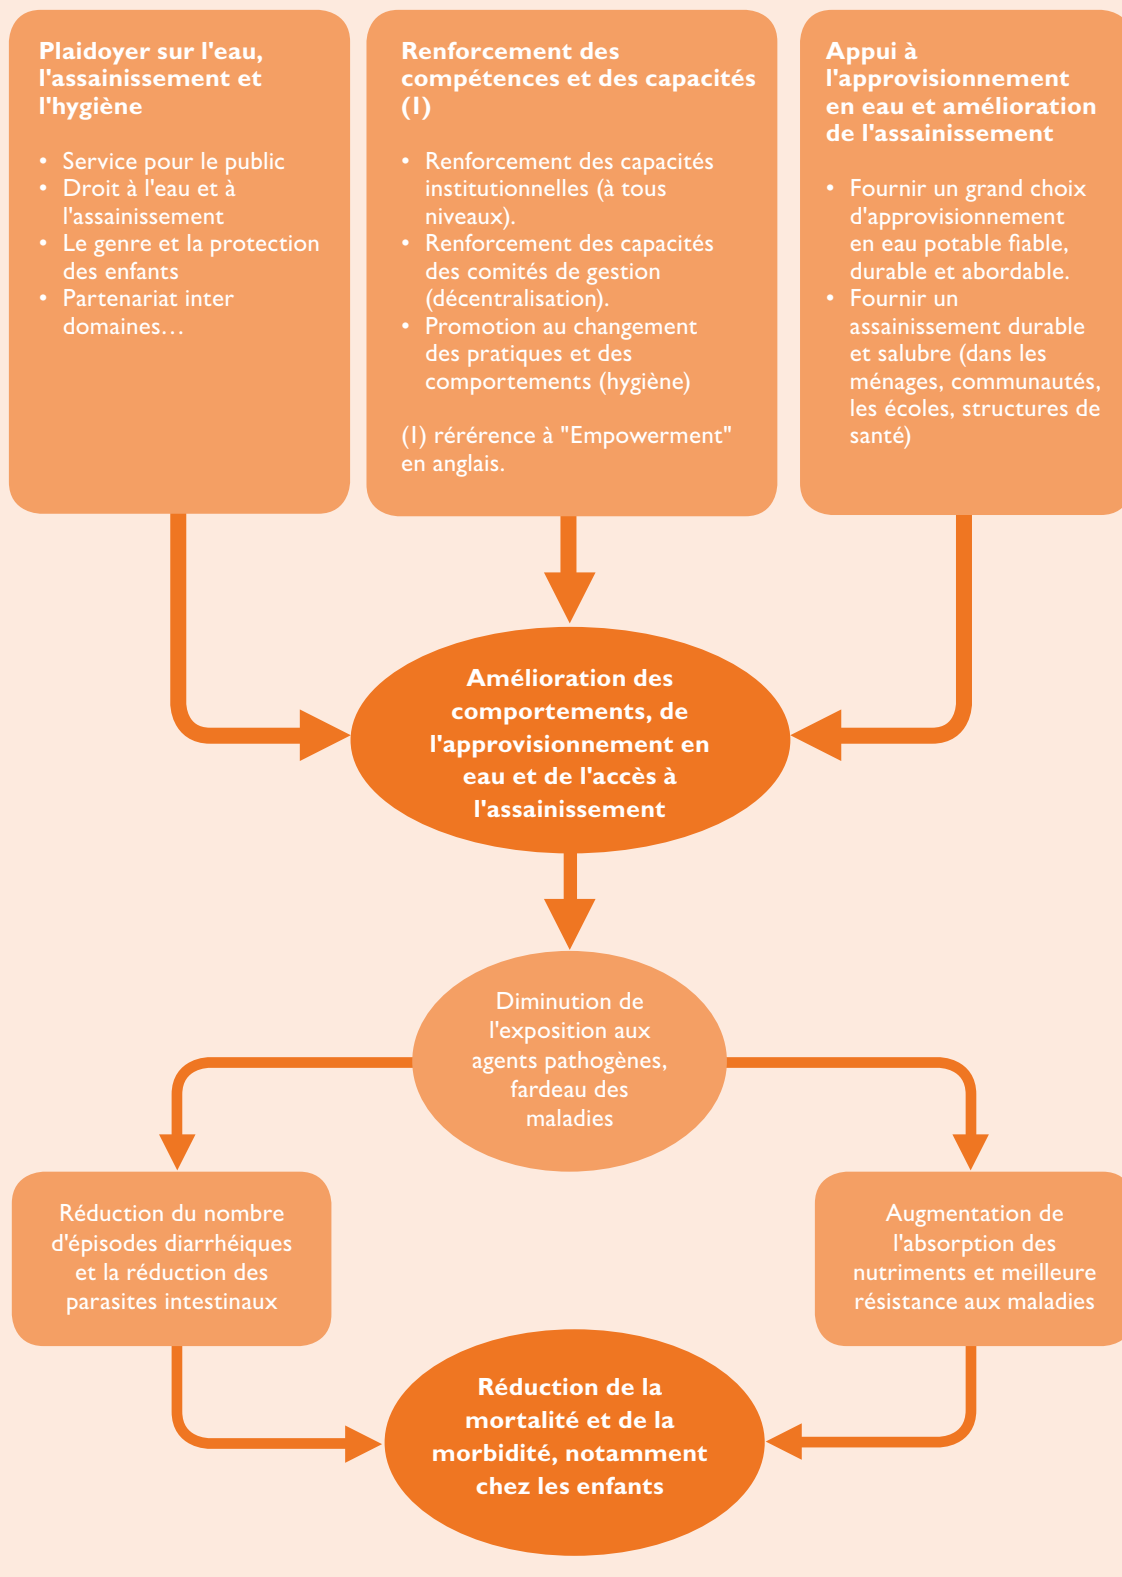 Plaidoyer sur l'eau,
l'assainissement et
l'hygiène
• Service pour le public
• Droit à l'eau et à
l'assainissement
• Le genre et la protection
des enfants
• Partenariat inter
domaines…
Renforcement des
compétences et des capacités
(1)
• Renforcement des capacités
institutionnelles (à tous
niveaux).
• Renforcement des capacités
des comités de gestion
(décentralisation).
• Promotion au changement
des pratiques et des
comportements (hygiène)
(1) rérérence à "Empowerment"
en anglais.
Appui à
l'approvisionnement
en eau et amélioration
de l'assainissement
• Fournir un grand choix
d'approvisionnement
en eau potable fiable,
durable et abordable.
• Fournir un
assainissement durable
et salubre (dans les
ménages, communautés,
les écoles, structures de
santé)
Amélioration des
comportements, de
l'approvisionnement en
eau et de l'accès à
l'assainissement
Diminution de
l'exposition aux
agents pathogènes,
fardeau des
maladies
Réduction du nombre
d'épisodes diarrhéiques
et la réduction des
parasites intestinaux
Augmentation de
l'absorption des
nutriments et meilleure
résistance aux maladies
Réduction de la
mortalité et de la
morbidité, notamment
chez les enfants